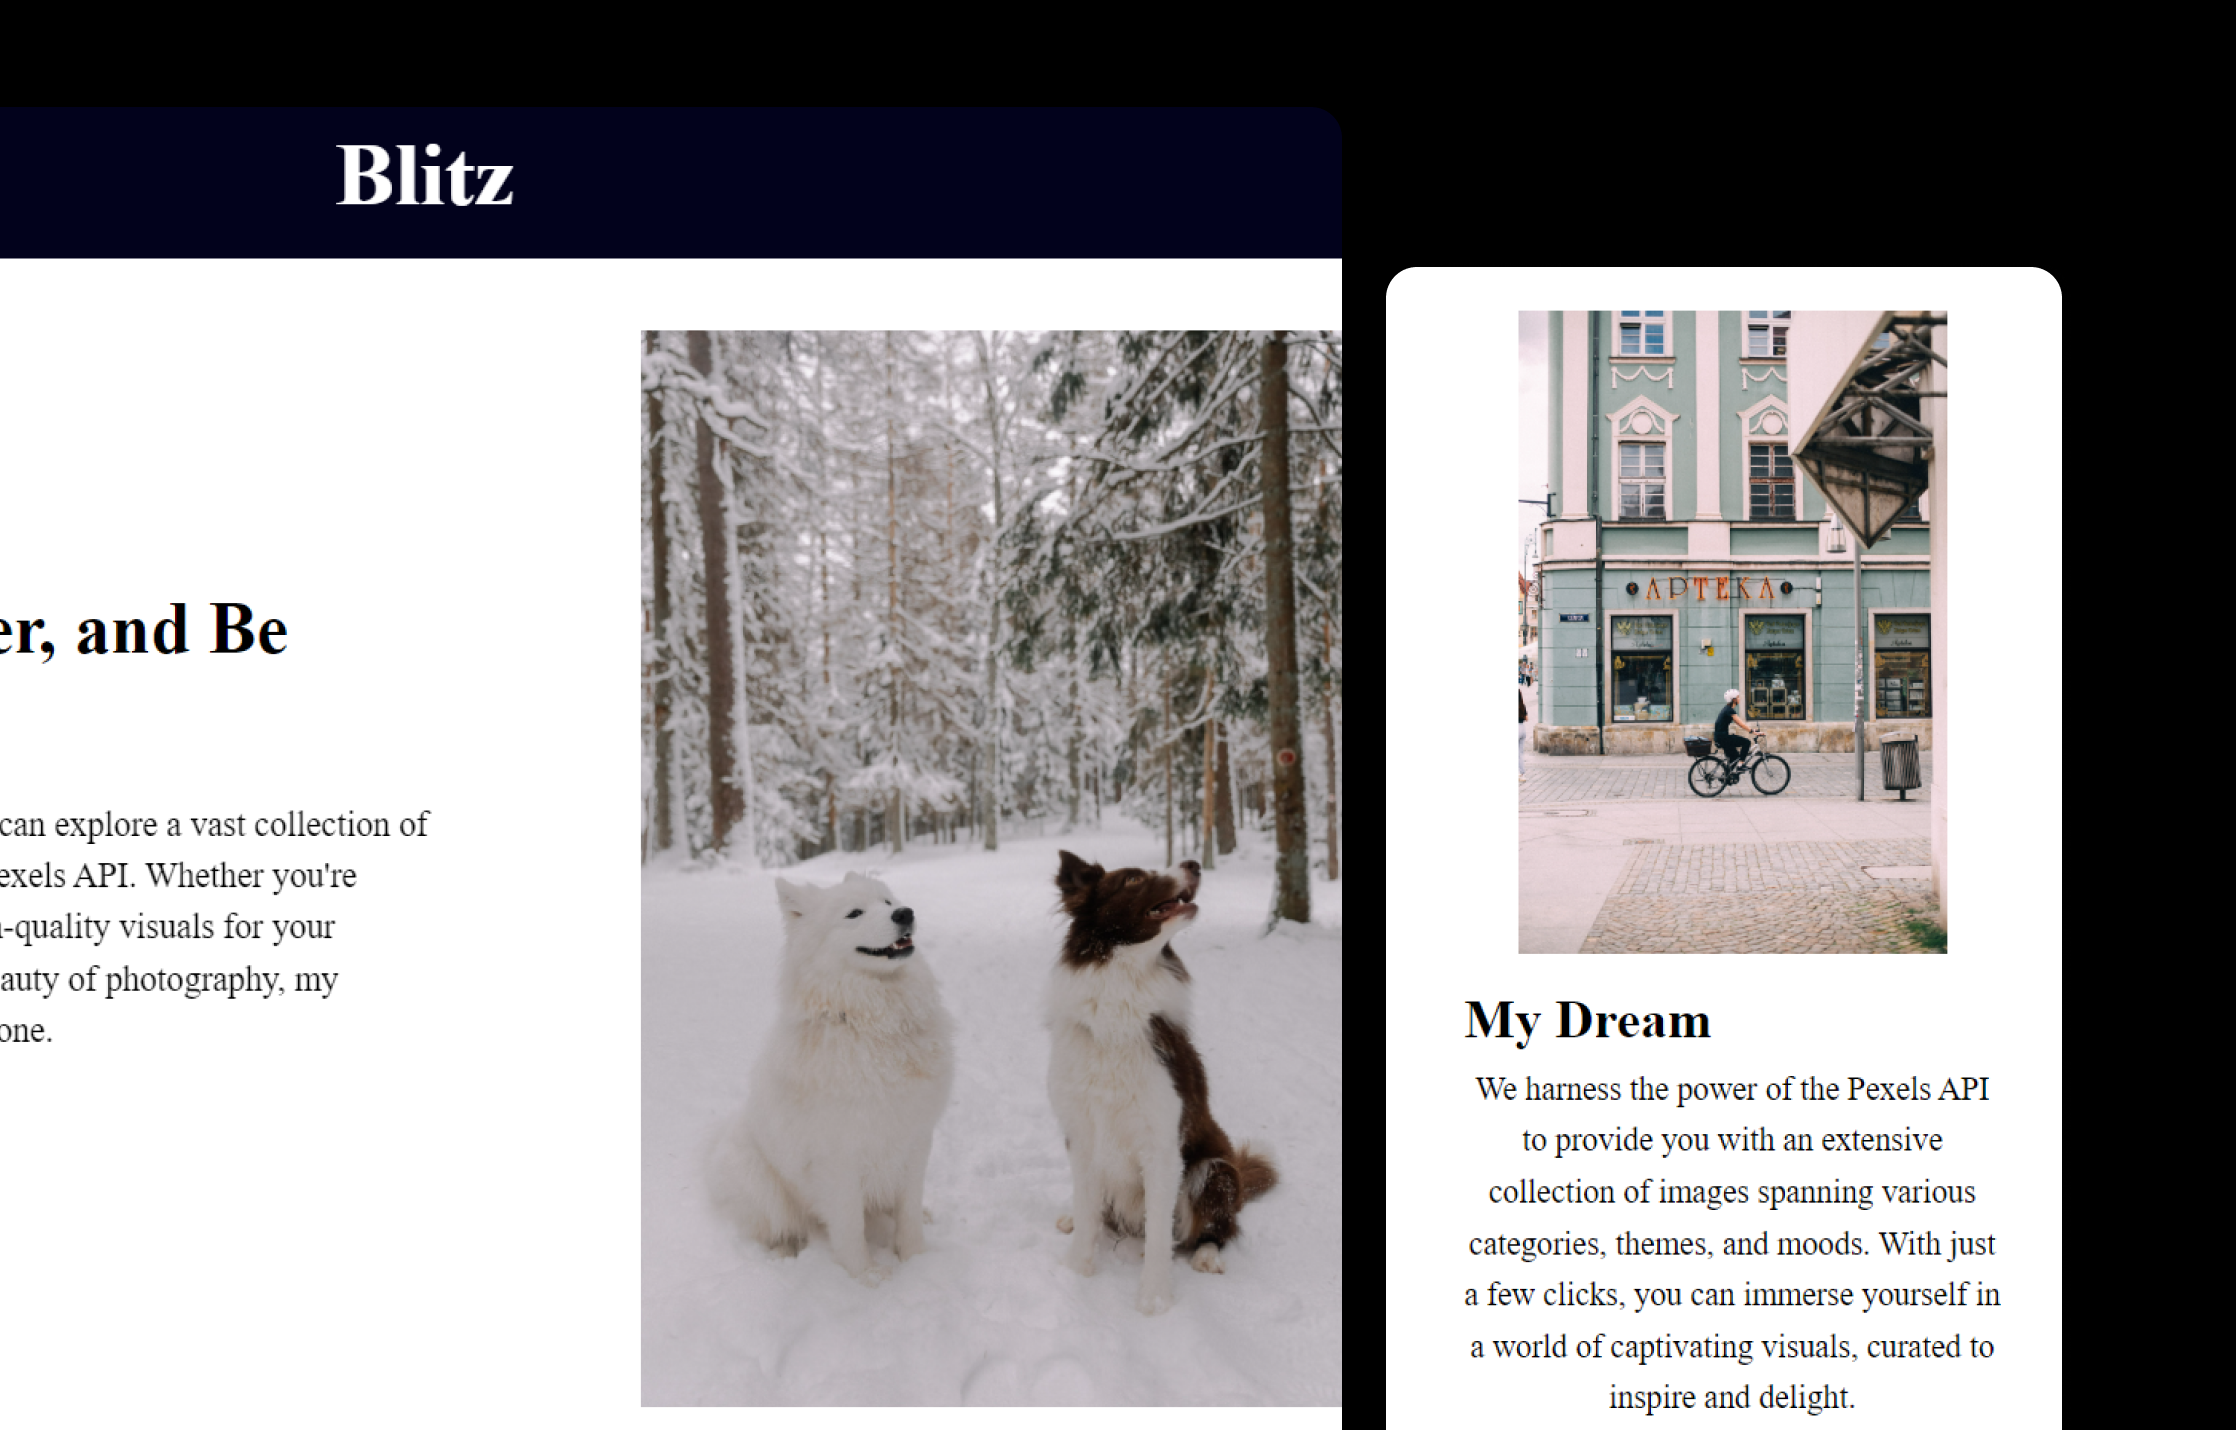 Blitz
er, and Be
can explore a vast collection of
exels API. Whether you're
-quality visuals for your
auty of photography, my
one.
APTEKA
My Dream
We harness the power of the Pexels API
to provide you with an extensive
collection of images spanning various
categories, themes, and moods. With just
a few clicks, you can immerse yourself in
a world of captivating visuals, curated to
inspire and delight.